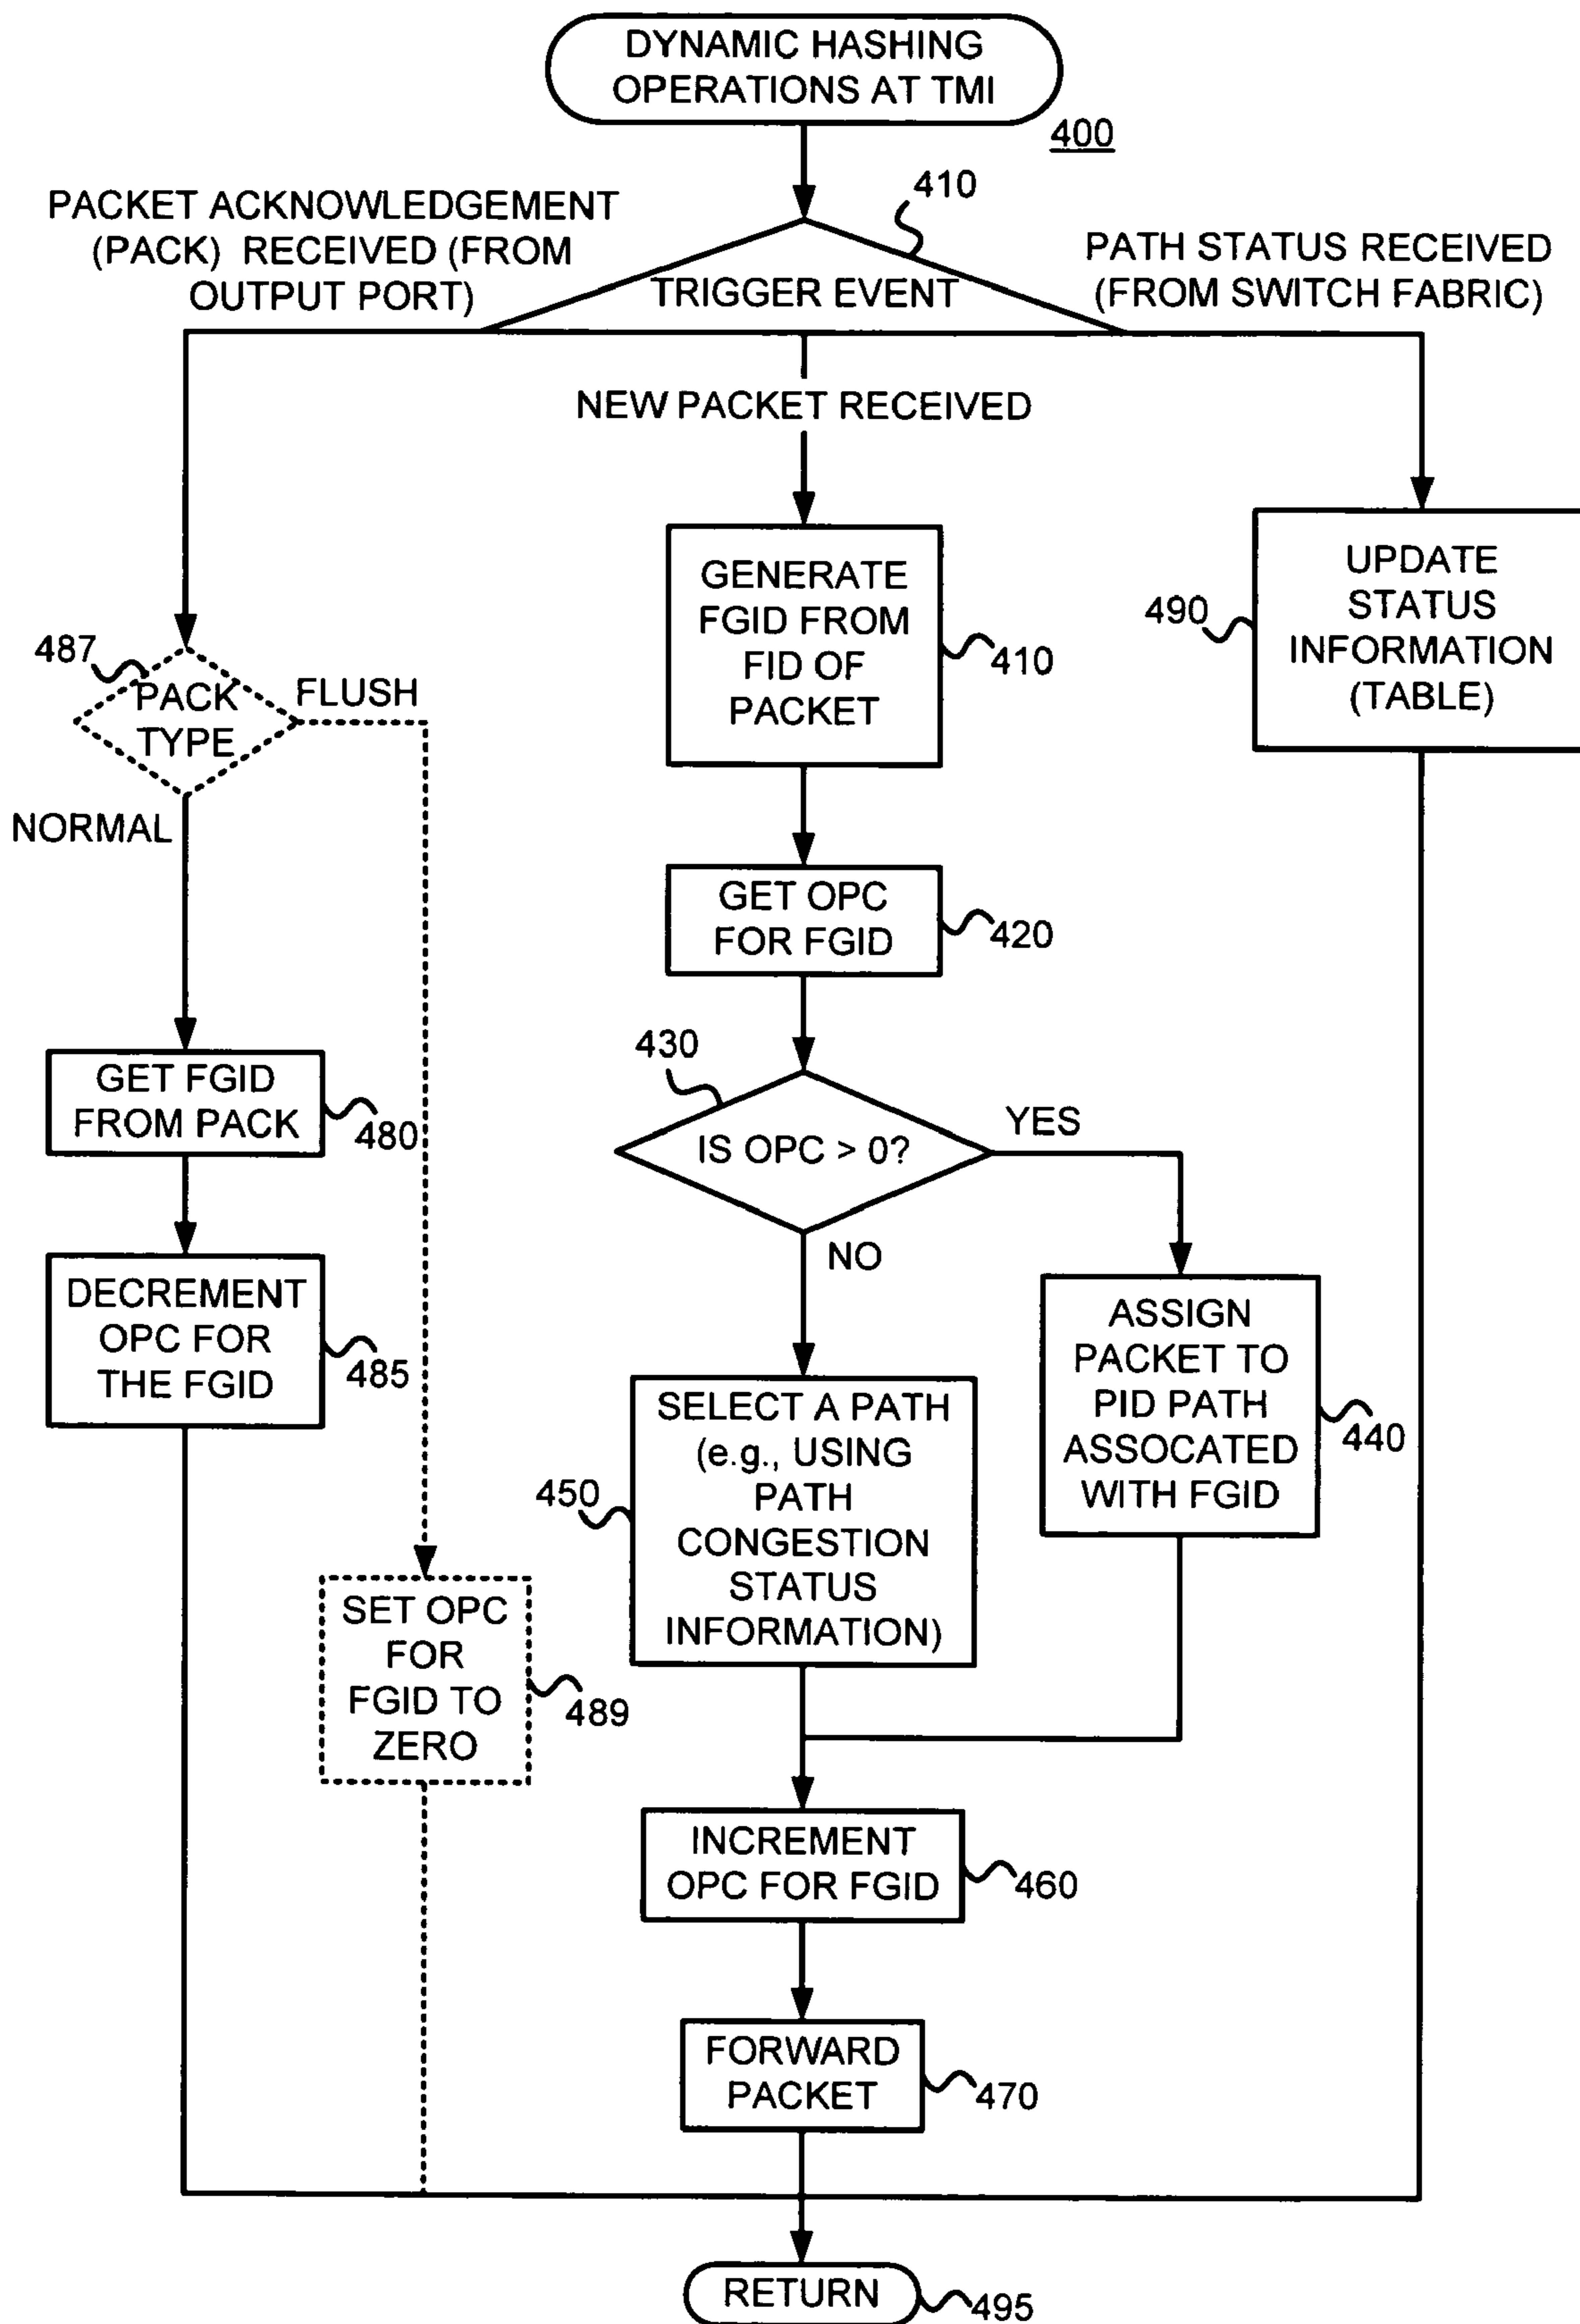 DYNAMIC HASHING
OPERATIONS AT TMI
400
410
PACKET ACKNOWLEDGEMENT
(PACK) RECEIVED (FROM
OUTPUT PORT)
TRIGGER EVENT
PATH STATUS RECEIVED
(FROM SWITCH FABRIC)
NEW PACKET RECEIVED
GENERATE
FGID FROM
FID OF
PACKET
410
UPDATE
STATUS
INFORMATION
(TABLE)
490
487
PACK
TYPE
FLUSH
NORMAL
GET OPC
FOR FGID
420
430
IS OPC > 0?
YES
NO
GET FGID
FROM PACK
480
DECREMENT
OPC FOR
THE FGID
485
ASSIGN
PACKET TO
PID PATH
ASSOCATED
WITH FGID
440
SELECT A PATH
(e.g., USING
PATH
CONGESTION
STATUS
INFORMATION)
450
SET OPC
FOR
FGID TO
ZERO
489
INCREMENT
OPC FOR FGID
460
FORWARD
PACKET
470
RETURN
495